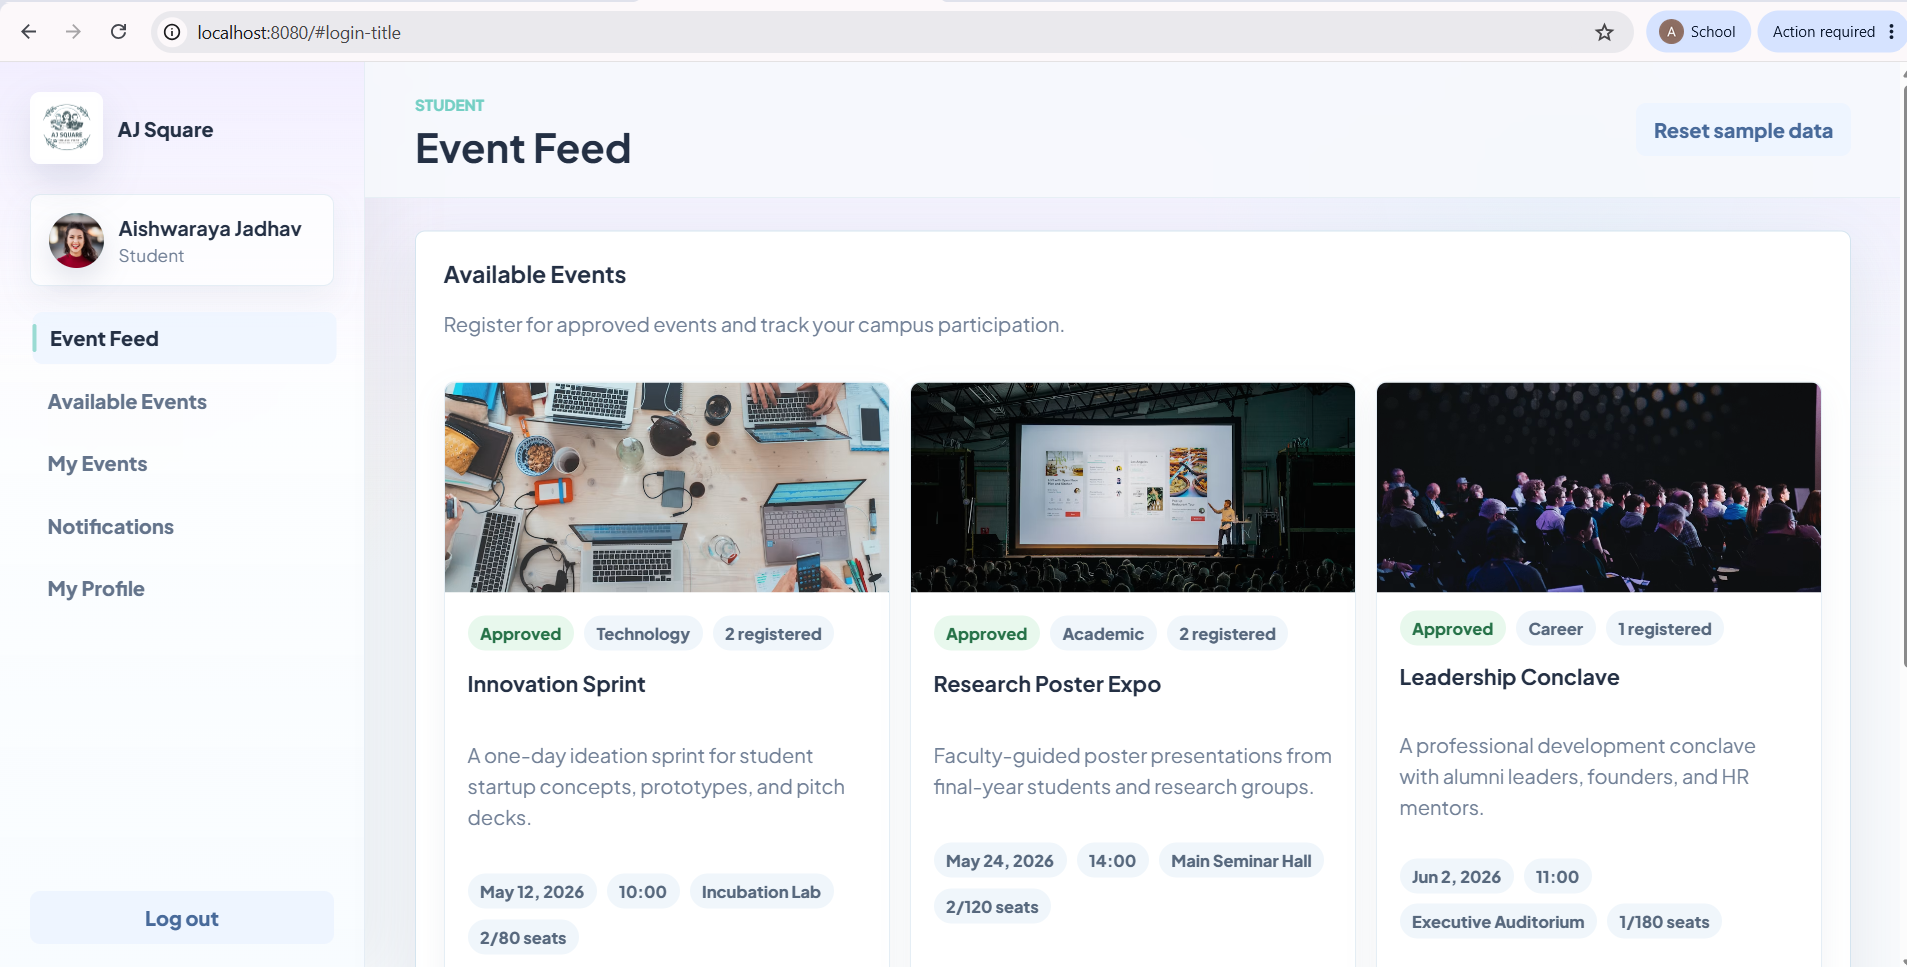 localhost:8080/#login-title
A School
Action required
AJ SQUARE
AJ Square
Aishwaraya Jadhav
Student
Event Feed
Available Events
My Events
Notifications
My Profile
Log out
STUDENT
Event Feed
Reset sample data
Available Events
Register for approved events and track your campus participation.
Approved Technology 2 registered
Innovation Sprint
A one-day ideation sprint for student
startup concepts, prototypes, and pitch
decks.
May 12, 2026 10:00 Incubation Lab
2/80 seats
Approved Academic 2 registered
Research Poster Expo
Faculty-guided poster presentations from
final-year students and research groups.
May 24, 2026 14:00 Main Seminar Hall
2/120 seats
Approved Career 1 registered
Leadership Conclave
A professional development conclave
with alumni leaders, founders, and HR
mentors.
Jun 2, 2026 11:00
Executive Auditorium 1/180 seats